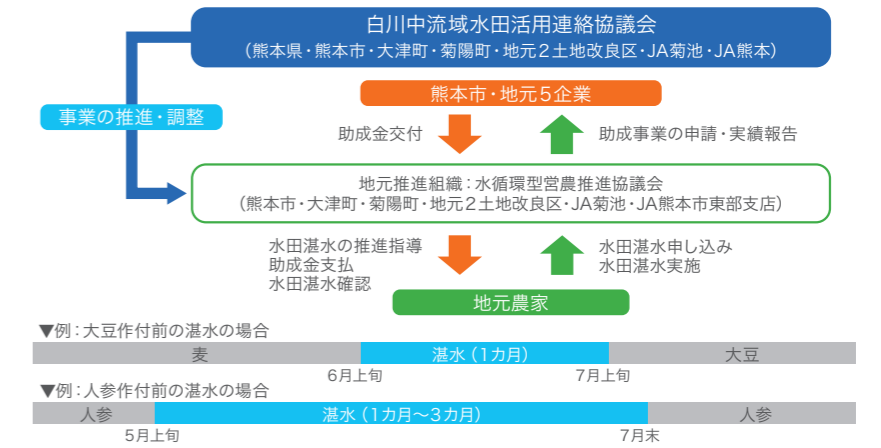 白川中流域水田活用連絡協議会
（熊本県・熊本市・大津町・菊陽町・地元２土地改良区・JA菊池・JA熊本）
熊本市・地元５企業
事業の推進・調整
助成金交付
助成事業の申請・実績報告
地元推進組織：水循環型営農推進協議会
（熊本市・大津町・菊陽町・地元２土地改良区・JA菊池・JA熊本市東部支店）
水田湛水の推進指導
助成金支払
水田湛水確認
水田湛水申し込み
水田湛水実施
地元農家
▼例：大豆作付前の湛水の場合
麦 湛水（1カ月） 大豆
6月上旬 7月上旬
▼例：人参作付前の湛水の場合
人参 湛水（1カ月〜3カ月） 人参
5月上旬 7月末